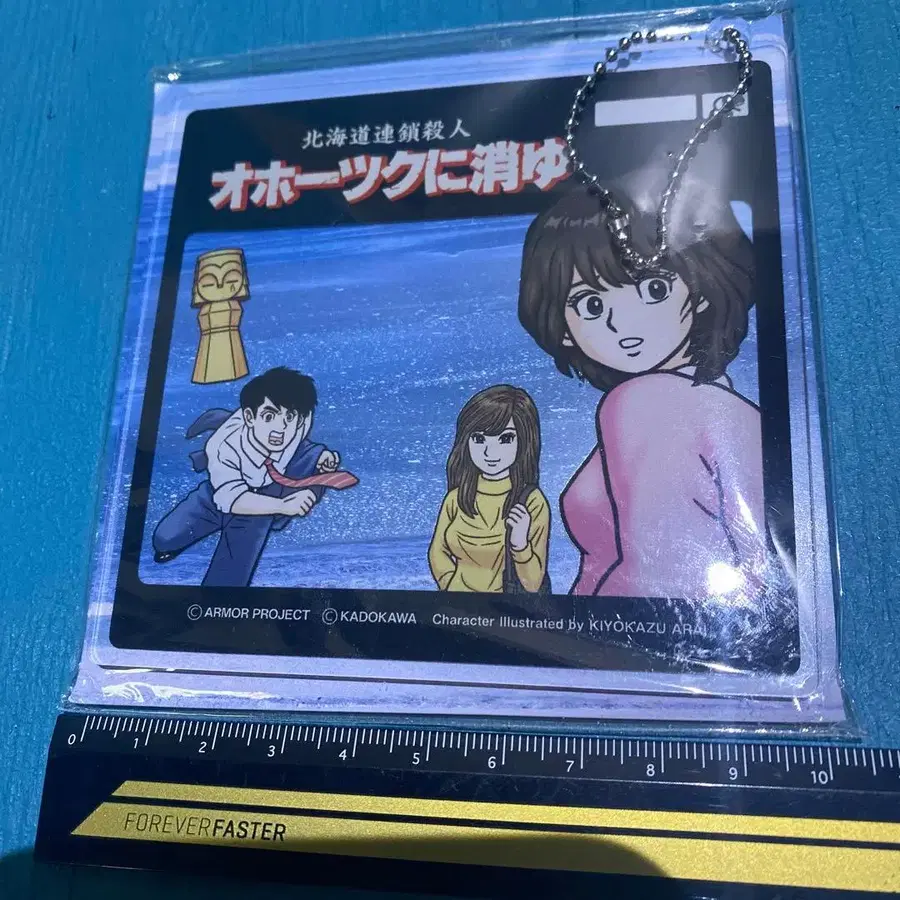 北海道連鎖殺人
オホーツクに消ゆ
©ARMOR PROJECT ©KADOKAWA Character Illustrated by KIYOKAZU ARAI
0 1 2 3 4 5 6 7 8 9 10
FOREVERFASTER